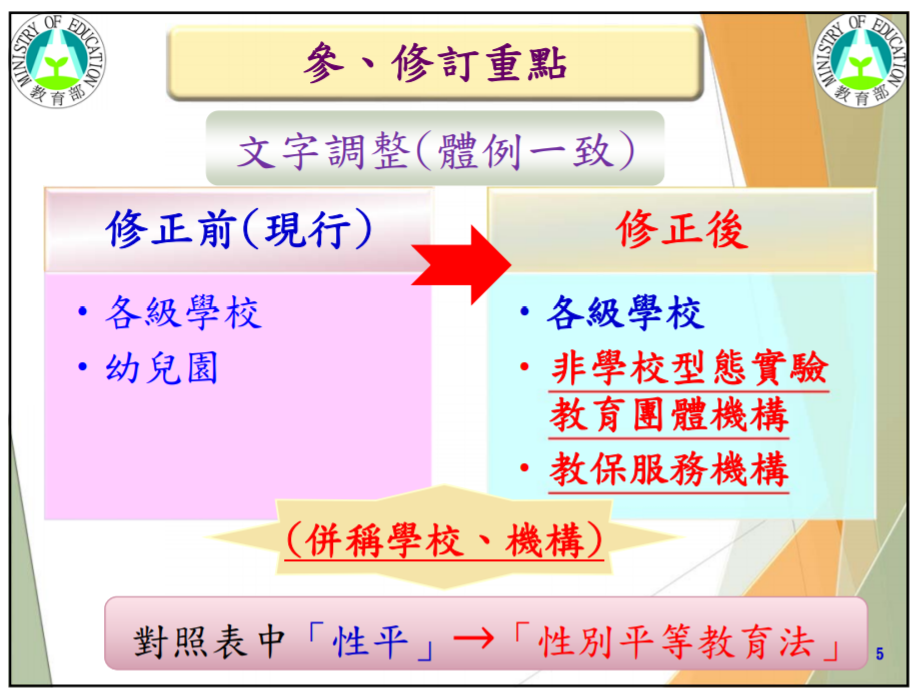 MINISTRY OF EDUCATION
教育部
MINISTRY OF EDUCATION
教育部
參、修訂重點
文字調整(體例一致)
修正前(現行)
修正後
•各級學校
•幼兒園
•各級學校
•非學校型態實驗
教育團體機構
•教保服務機構
(併稱學校、機構)
對照表中「性平」→「性別平等教育法」
5